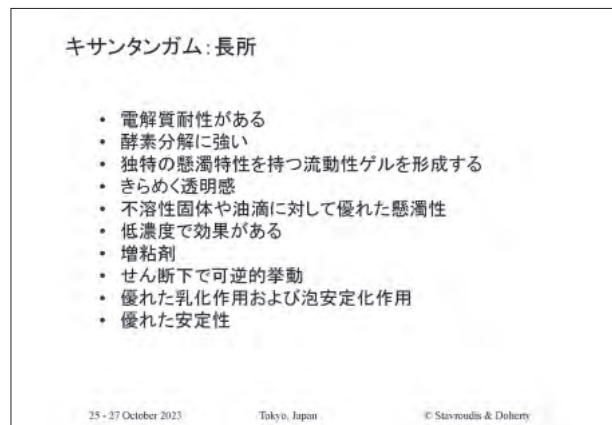 キサンタンガム：長所
• 電解質耐性がある
• 酵素分解に強い
• 独特の懸濁特性を持つ流動性ゲルを形成する
• きらめく透明感
• 不溶性固体や油滴に対して優れた懸濁性
• 低濃度で効果がある
• 増粘剤
• せん断下で可逆的挙動
• 優れた乳化作用および泡安定化作用
• 優れた安定性
25 - 27 October 2023 Tokyo, Japan © Stavroudis & Doherty